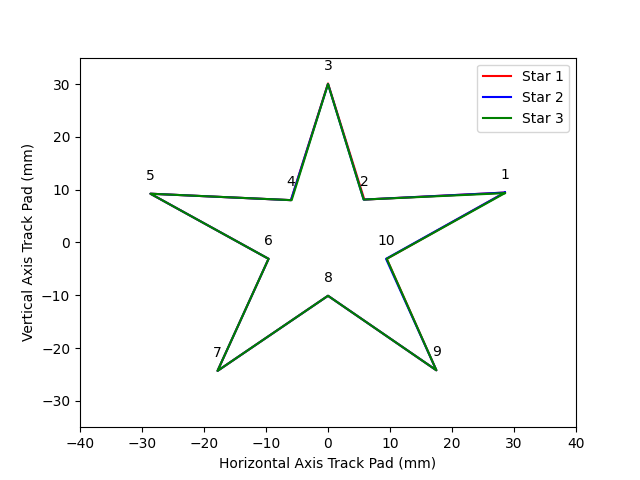 3
Star 1
Star 2
Star 3
5
4
2
1
6
10
8
7
9
30
20
10
0
−10
−20
−30
Vertical Axis Track Pad (mm)
−40 −30 −20 −10 0 10 20 30 40
Horizontal Axis Track Pad (mm)